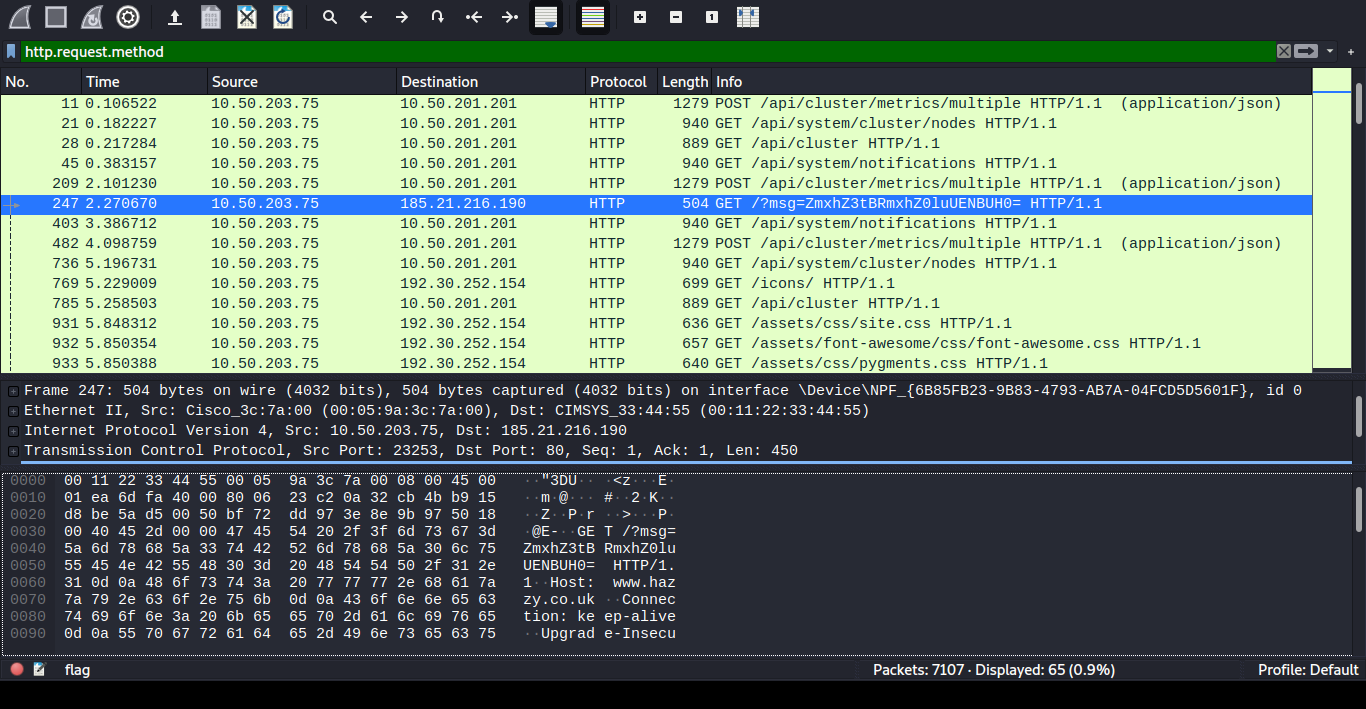 http.request.method
No. Time Source Destination Protocol Length Info
11 0.106522 10.50.203.75 10.50.201.201 HTTP 1279 POST /api/cluster/metrics/multiple HTTP/1.1  (application/json)
21 0.182227 10.50.203.75 10.50.201.201 HTTP 940 GET /api/system/cluster/nodes HTTP/1.1
28 0.217284 10.50.203.75 10.50.201.201 HTTP 889 GET /api/cluster HTTP/1.1
45 0.383157 10.50.203.75 10.50.201.201 HTTP 940 GET /api/system/notifications HTTP/1.1
209 2.101230 10.50.203.75 10.50.201.201 HTTP 1279 POST /api/cluster/metrics/multiple HTTP/1.1  (application/json)
247 2.270670 10.50.203.75 185.21.216.190 HTTP 504 GET /?msg=ZmxhZ3tBRmxhZ0luUENBUH0= HTTP/1.1
403 3.386712 10.50.203.75 10.50.201.201 HTTP 940 GET /api/system/notifications HTTP/1.1
482 4.098759 10.50.203.75 10.50.201.201 HTTP 1279 POST /api/cluster/metrics/multiple HTTP/1.1  (application/json)
736 5.196731 10.50.203.75 10.50.201.201 HTTP 940 GET /api/system/cluster/nodes HTTP/1.1
769 5.229009 10.50.203.75 192.30.252.154 HTTP 699 GET /icons/ HTTP/1.1
785 5.258503 10.50.203.75 10.50.201.201 HTTP 889 GET /api/cluster HTTP/1.1
931 5.848312 10.50.203.75 192.30.252.154 HTTP 636 GET /assets/css/site.css HTTP/1.1
932 5.850354 10.50.203.75 192.30.252.154 HTTP 657 GET /assets/font-awesome/css/font-awesome.css HTTP/1.1
933 5.850388 10.50.203.75 192.30.252.154 HTTP 640 GET /assets/css/pygments.css HTTP/1.1
Frame 247: 504 bytes on wire (4032 bits), 504 bytes captured (4032 bits) on interface \Device\NPF_{6B85FB23-9B83-4793-AB7A-04FCD5D5601F}, id 0
Ethernet II, Src: Cisco_3c:7a:00 (00:05:9a:3c:7a:00), Dst: CIMSYS_33:44:55 (00:11:22:33:44:55)
Internet Protocol Version 4, Src: 10.50.203.75, Dst: 185.21.216.190
Transmission Control Protocol, Src Port: 23253, Dst Port: 80, Seq: 1, Ack: 1, Len: 450
0000 00 11 22 33 44 55 00 05 9a 3c 7a 00 08 00 45 00 ··"3DU·· ·<z···E·
0010 01 ea 6d fa 40 00 80 06 23 c2 0a 32 cb 4b b9 15 ··m·@··· #··2·K··
0020 d8 be 5a d5 00 50 bf 72 dd 97 3e 8e 9b 97 50 18 ··Z··P·r ··>···P·
0030 00 40 45 2d 00 00 47 45 54 20 2f 3f 6d 73 67 3d ·@E-··GE T /?msg=
0040 5a 6d 78 68 5a 33 74 42 52 6d 78 68 5a 30 6c 75 ZmxhZ3tB RmxhZ0lu
0050 55 45 4e 42 55 48 30 3d 20 48 54 54 50 2f 31 2e UENBUH0=  HTTP/1.
0060 31 0d 0a 48 6f 73 74 3a 20 77 77 77 2e 68 61 7a 1··Host:  www.haz
0070 7a 79 2e 63 6f 2e 75 6b 0d 0a 43 6f 6e 6e 65 63 zy.co.uk ··Connec
0080 74 69 6f 6e 3a 20 6b 65 65 70 2d 61 6c 69 76 65 tion: ke ep-alive
0090 0d 0a 55 70 67 72 61 64 65 2d 49 6e 73 65 63 75 ··Upgrad e-Insecu
flag Packets: 7107 · Displayed: 65 (0.9%) Profile: Default